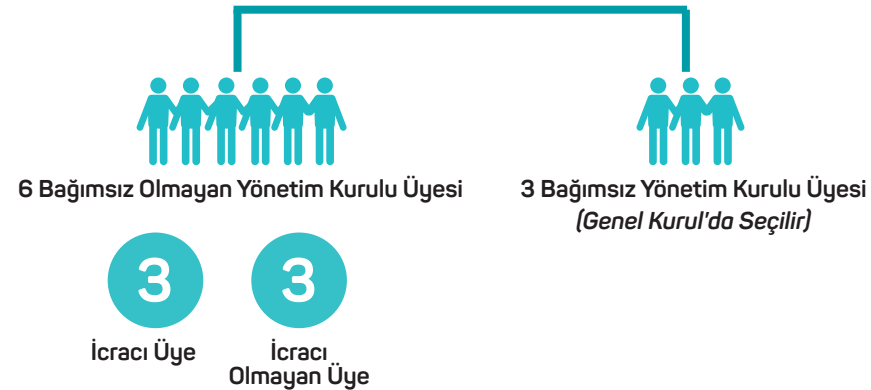 6 Bağımsız Olmayan Yönetim Kurulu Üyesi
3 Bağımsız Yönetim Kurulu Üyesi
(Genel Kurul'da Seçilir)
3
3
İcracı Üye
İcracı
Olmayan Üye